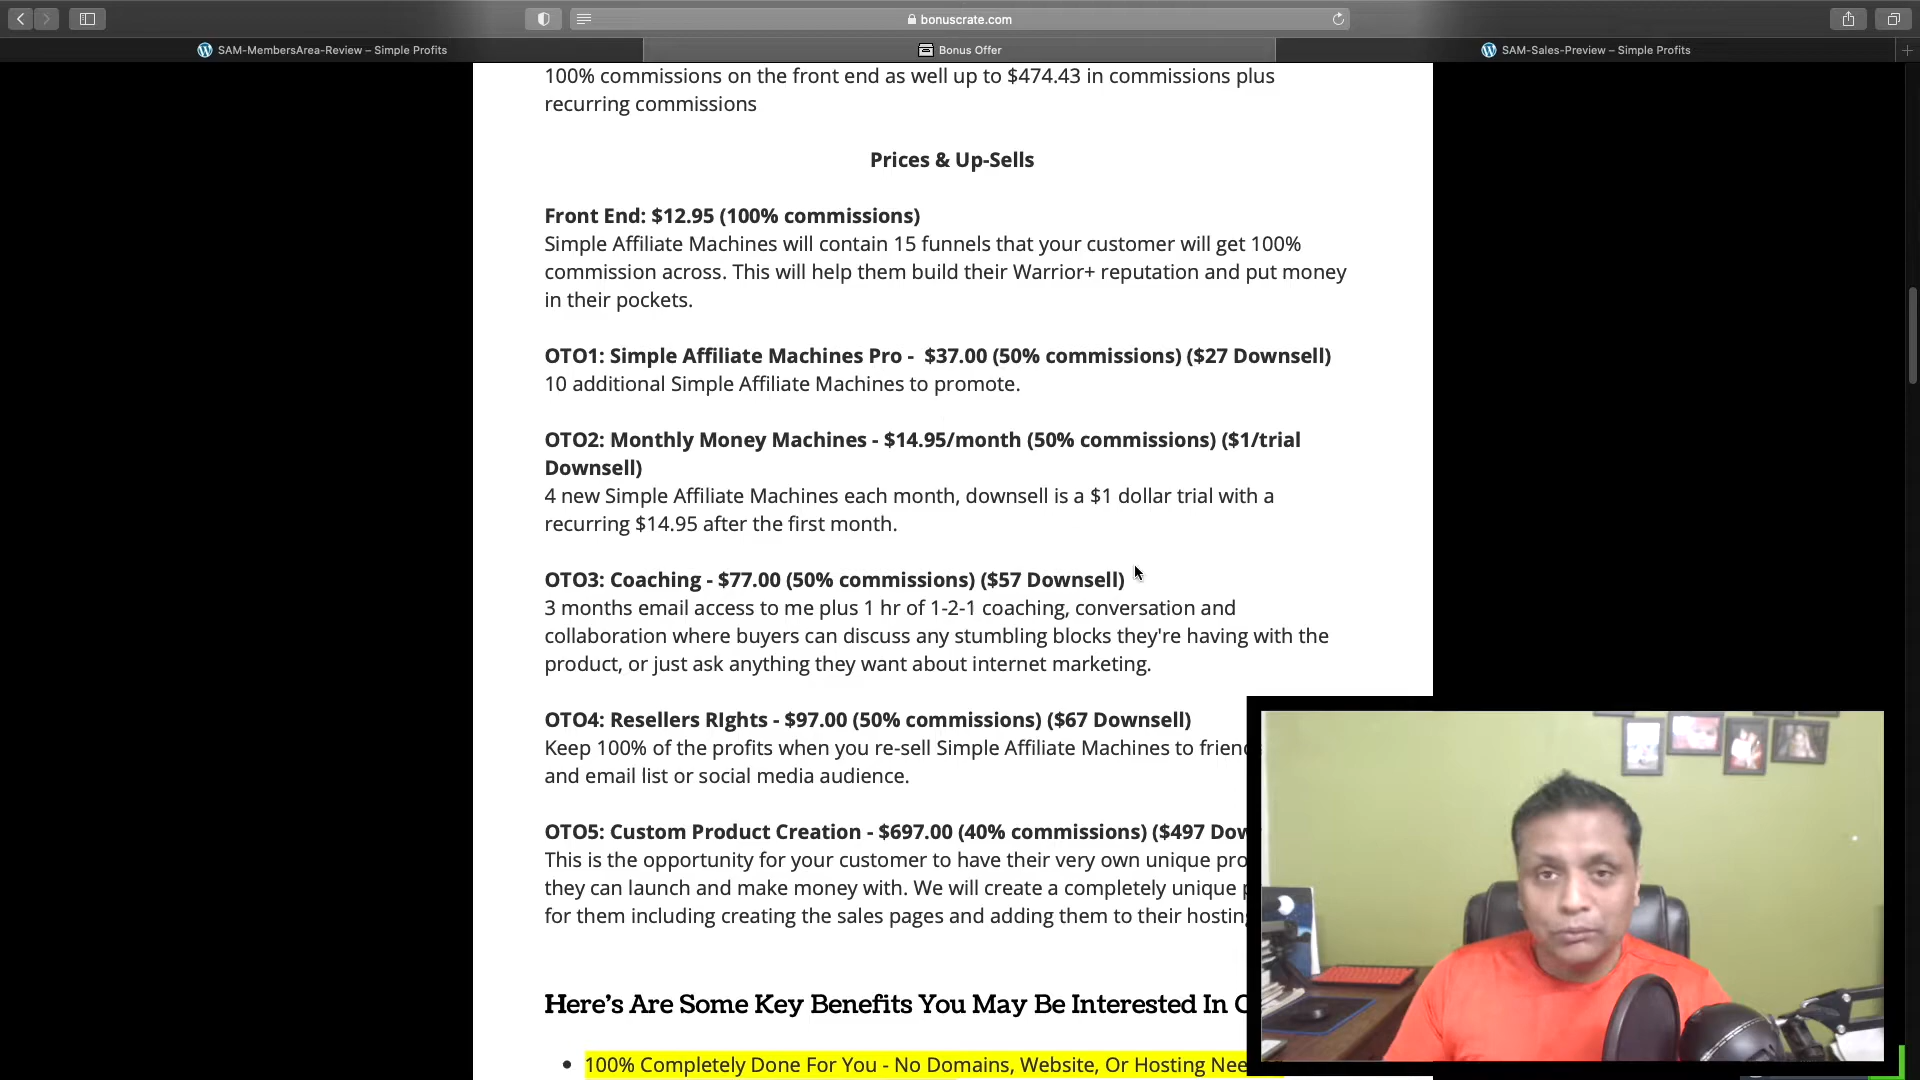 bonuscrate.com
SAM-MembersArea-Review – Simple Profits
Bonus Offer
SAM-Sales-Preview – Simple Profits
100% commissions on the front end as well up to $474.43 in commissions plus
recurring commissions
Prices & Up-Sells
Front End: $12.95 (100% commissions)
Simple Affiliate Machines will contain 15 funnels that your customer will get 100%
commission across. This will help them build their Warrior+ reputation and put money
in their pockets.
OTO1: Simple Affiliate Machines Pro - $37.00 (50% commissions) ($27 Downsell)
10 additional Simple Affiliate Machines to promote.
OTO2: Monthly Money Machines - $14.95/month (50% commissions) ($1/trial
Downsell)
4 new Simple Affiliate Machines each month, downsell is a $1 dollar trial with a
recurring $14.95 after the first month.
OTO3: Coaching - $77.00 (50% commissions) ($57 Downsell)
3 months email access to me plus 1 hr of 1-2-1 coaching, conversation and
collaboration where buyers can discuss any stumbling blocks they're having with the
product, or just ask anything they want about internet marketing.
OTO4: Resellers RIghts - $97.00 (50% commissions) ($67 Downsell)
Keep 100% of the profits when you re-sell Simple Affiliate Machines to
and email list or social media audience.
OTO5: Custom Product Creation - $697.00 (40% commissions) ($497
This is the opportunity for your customer to have their very own unique
they can launch and make money with. We will create a completely unique
for them including creating the sales pages and adding them to their
Here's Are Some Key Benefits You May Be Interested In
100% Completely Done For You - No Domains, Website, Or Hosting